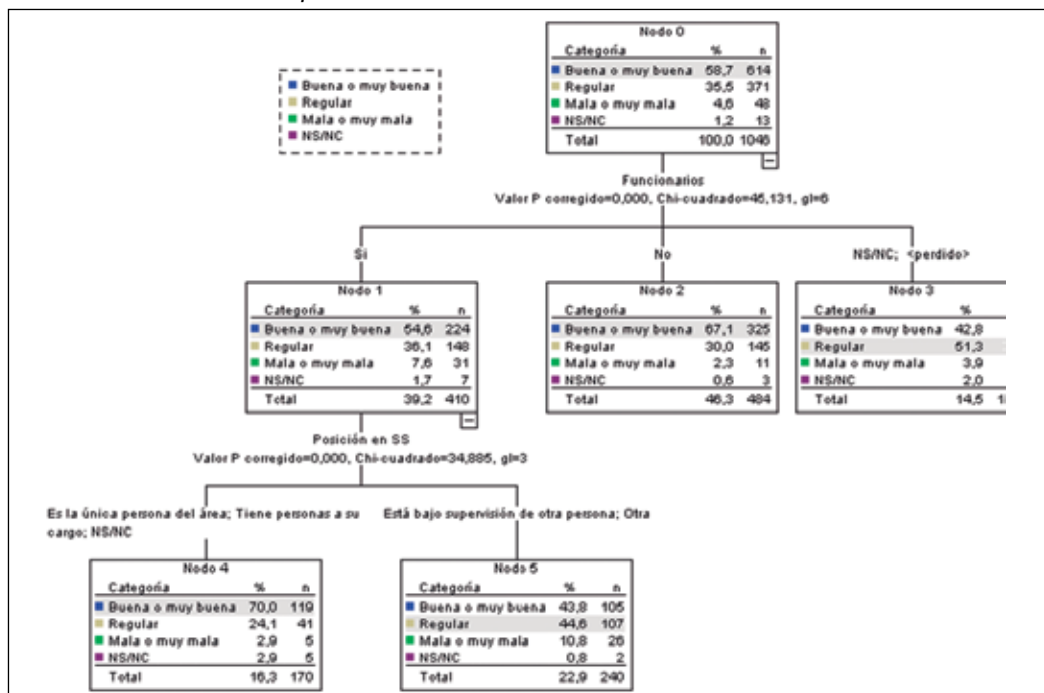 Nodo 0
Categoría % n
Buena o muy buena 58,7 614
Regular 35,5 371
Mala o muy mala 4,6 48
NS/NC 1,2 13
Total 100,0 1046
Buena o muy buena
Regular
Mala o muy mala
NS/NC
Funcionarios
Valor P corregido=0,000, Chi-cuadrado=45,131, gl=6
Si
No
NS/NC; <perdido>
Nodo 1
Categoría % n
Buena o muy buena 54,6 224
Regular 36,1 148
Mala o muy mala 7,6 31
NS/NC 1,7 7
Total 39,2 410
Nodo 2
Categoría % n
Buena o muy buena 67,1 325
Regular 30,0 145
Mala o muy mala 2,3 11
NS/NC 0,6 3
Total 46,3 484
Nodo 3
Categoría %
Buena o muy buena 42,8
Regular 51,3
Mala o muy mala 3,9
NS/NC 2,0
Total 14,5
Posición en SS
Valor P corregido=0,000, Chi-cuadrado=34,885, gl=3
Es la única persona del área; Tiene personas a su
cargo; NS/NC
Está bajo supervisión de otra persona; Otra
Nodo 4
Categoría % n
Buena o muy buena 70,0 119
Regular 24,1 41
Mala o muy mala 2,9 5
NS/NC 2,9 5
Total 16,3 170
Nodo 5
Categoría % n
Buena o muy buena 43,8 105
Regular 44,6 107
Mala o muy mala 10,8 26
NS/NC 0,8 2
Total 22,9 240